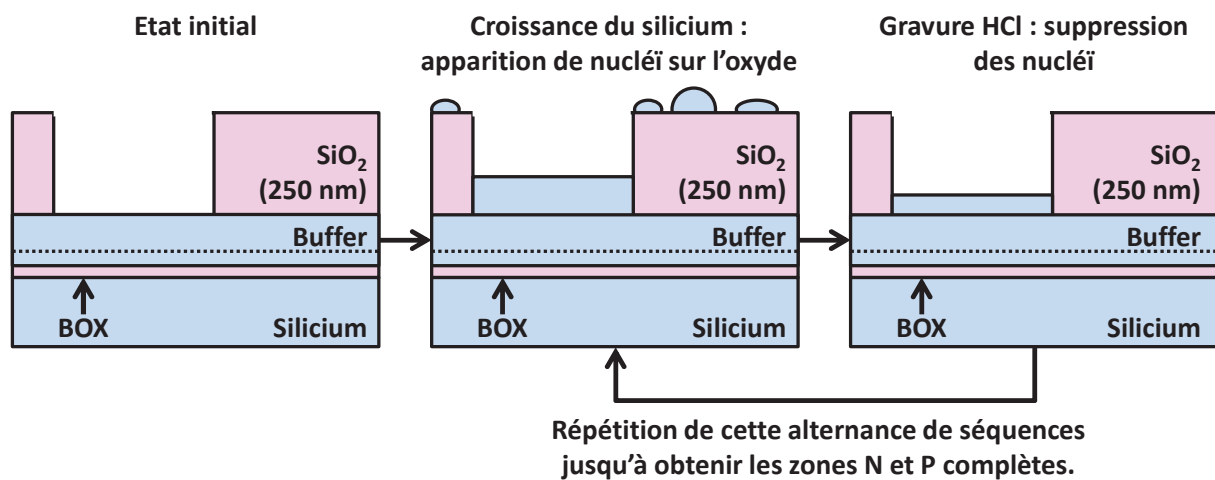 Etat initial
Croissance du silicium :
apparition de nucléï sur l'oxyde
Gravure HCl : suppression
des nucléï
SiO2
(250 nm)
Buffer
BOX
Silicium
SiO2
(250 nm)
Buffer
BOX
Silicium
SiO2
(250 nm)
Buffer
BOX
Silicium
Répétition de cette alternance de séquences
jusqu'à obtenir les zones N et P complètes.